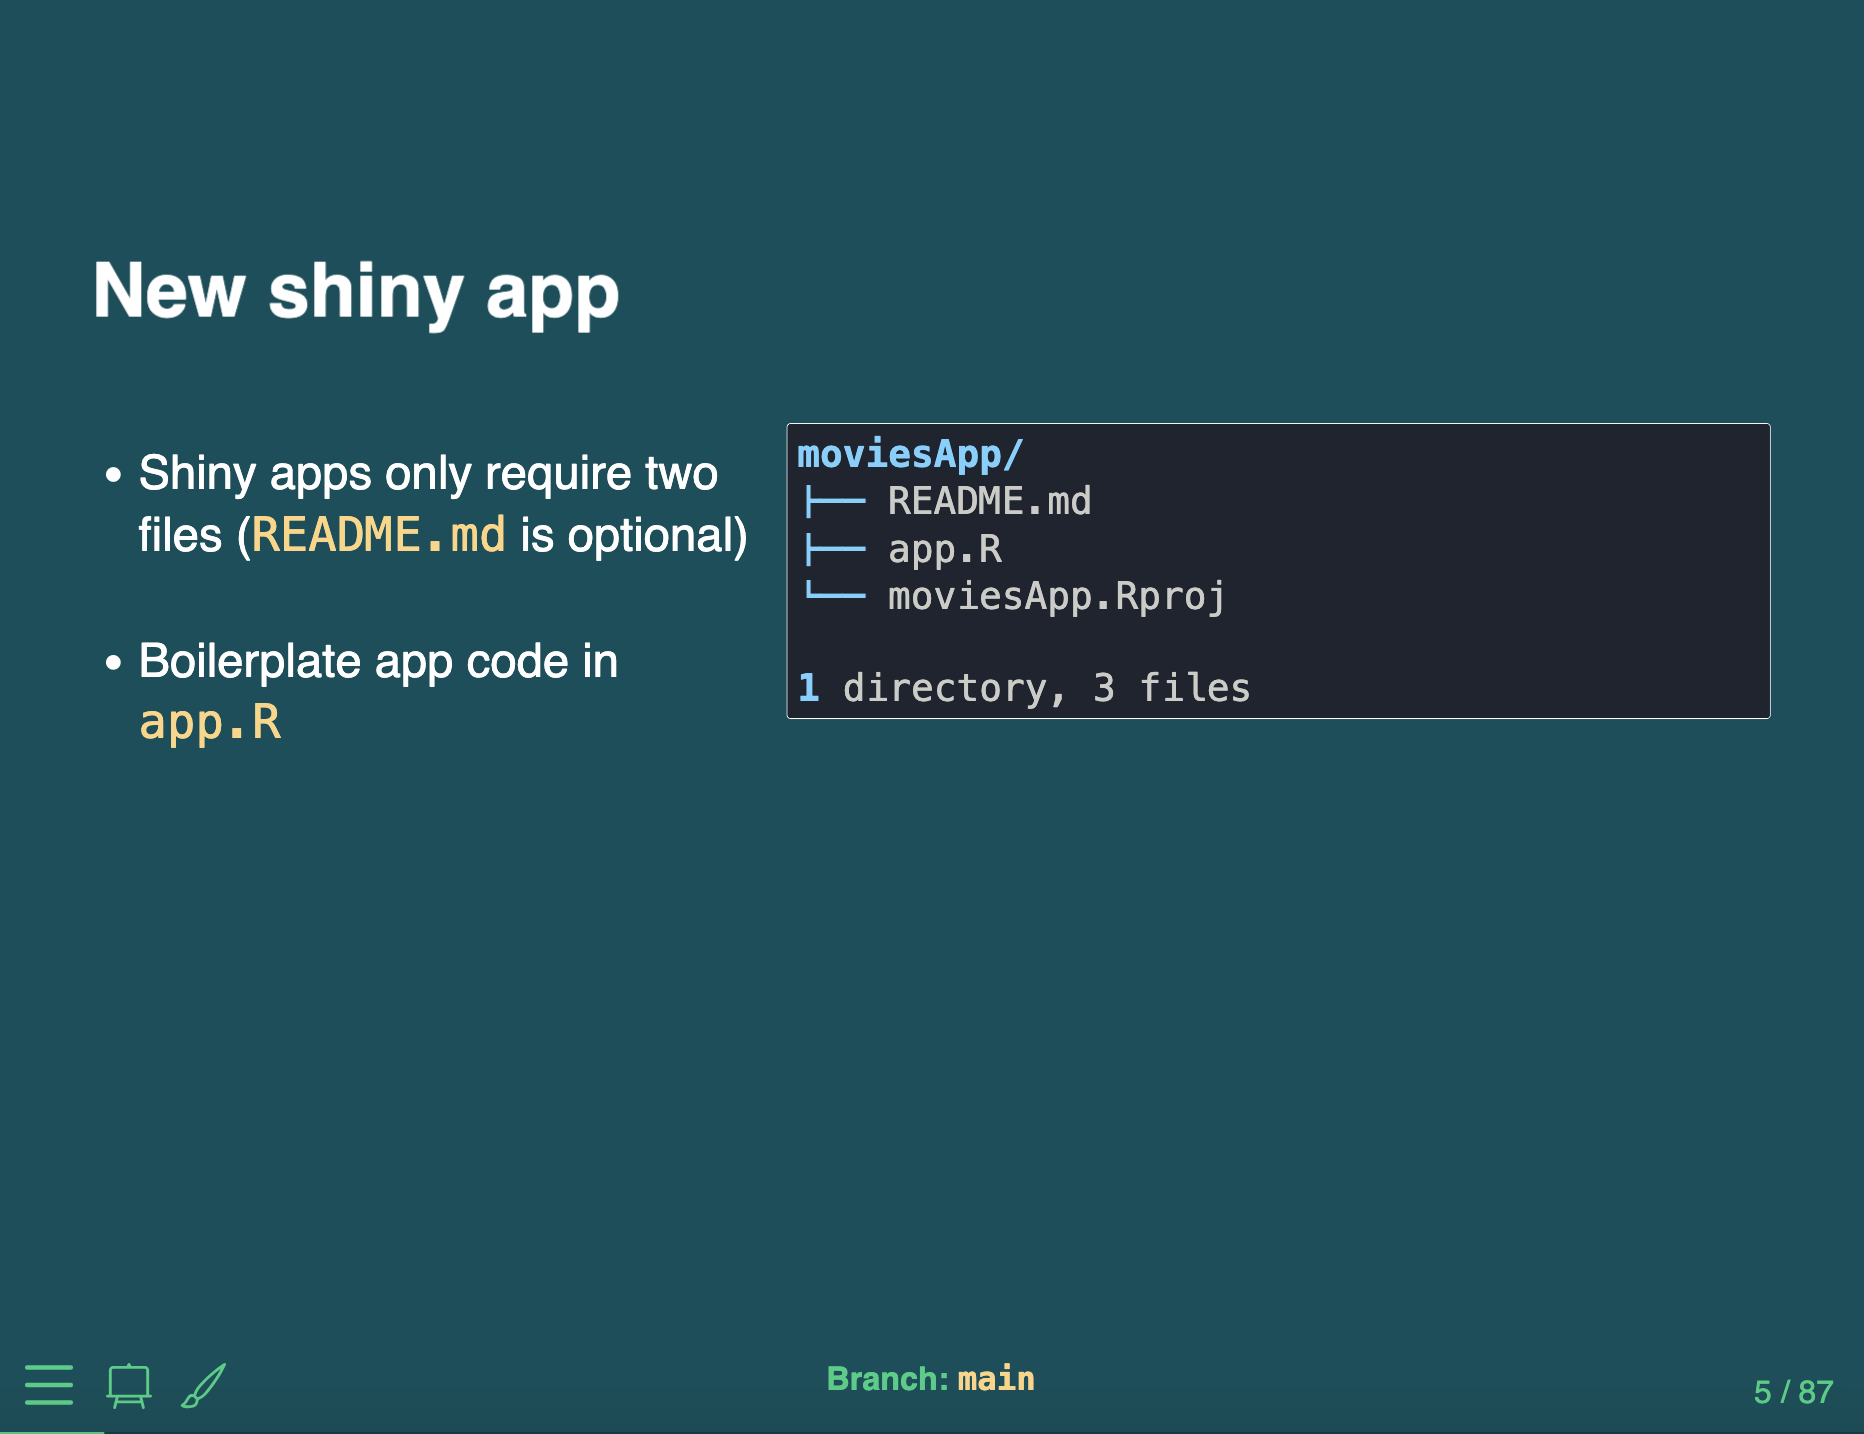 New shiny app
• Shiny apps only require two
files (README.md is optional)
• Boilerplate app code in
app.R
moviesApp/
├── README.md
├── app.R
└── moviesApp.Rproj
1 directory, 3 files
Branch: main
5 / 87